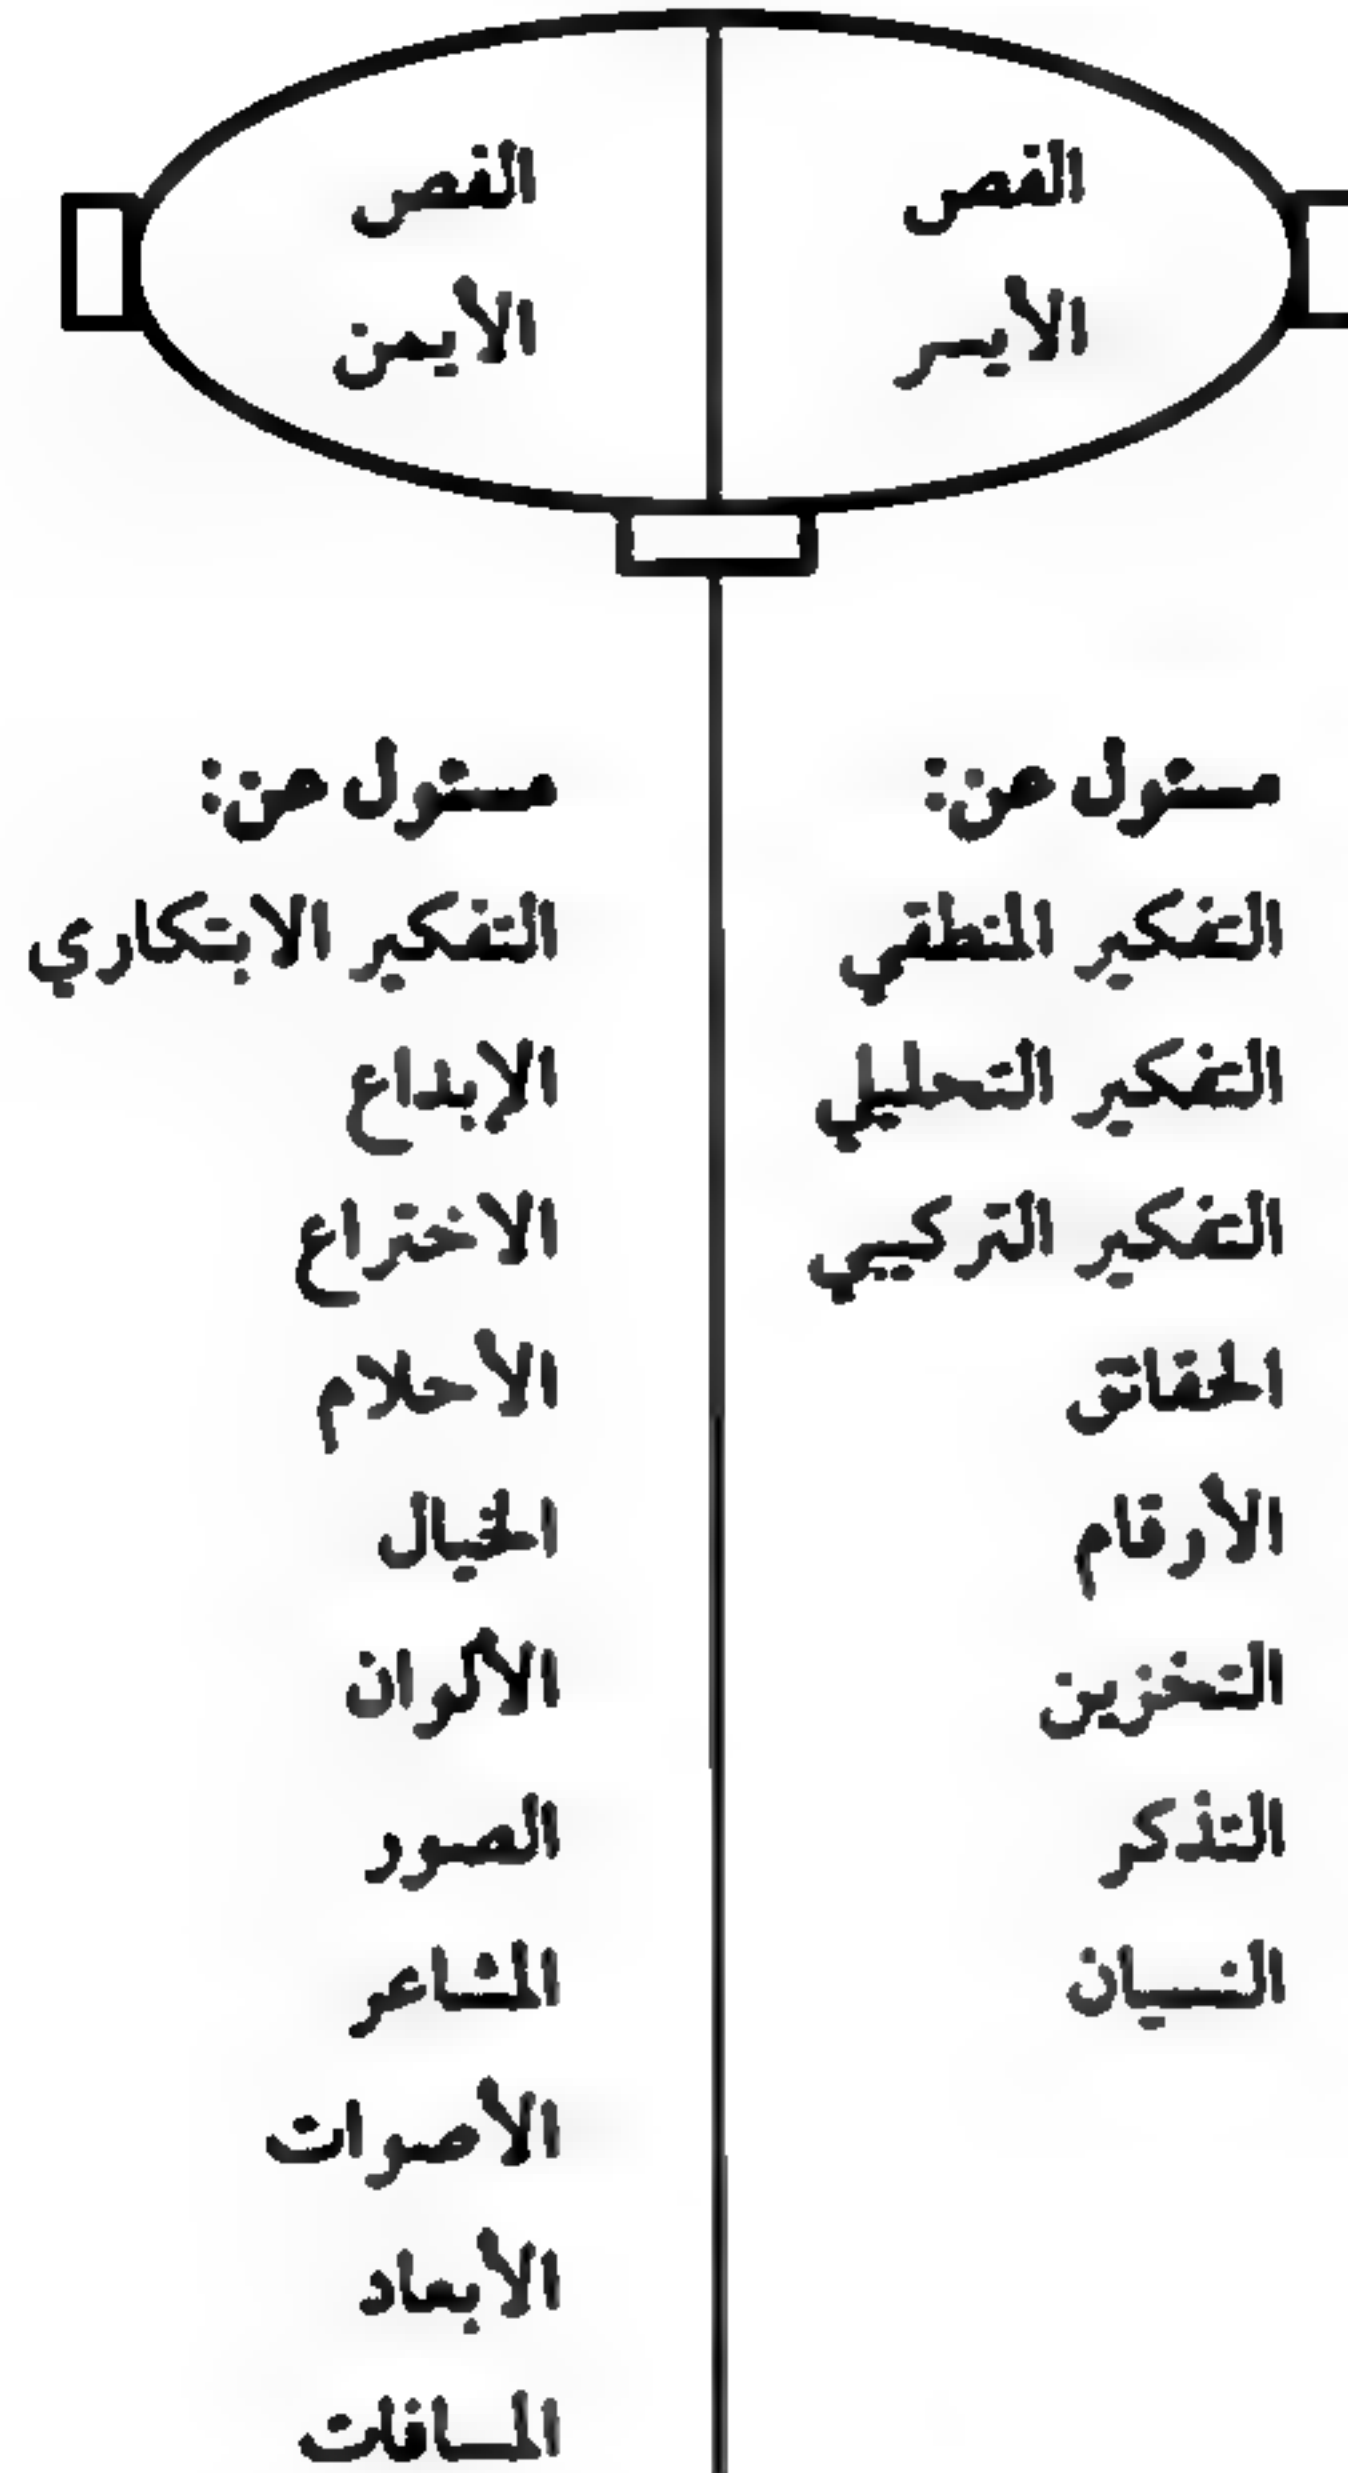 الفص
الأيسر
مسئول عن:
التفكير المنطقي
التفكير التحليلي
التفكير التركيبي
الحقائق
الأرقام
التخزين
التذكر
النسيان
الفص
الأيمن
مسئول عن:
التفكير الابتكاري
الإبداع
الاختراع
الأحلام
الخيال
الألوان
الصور
المشاعر
الأصوات
الأبعاد
المسافات